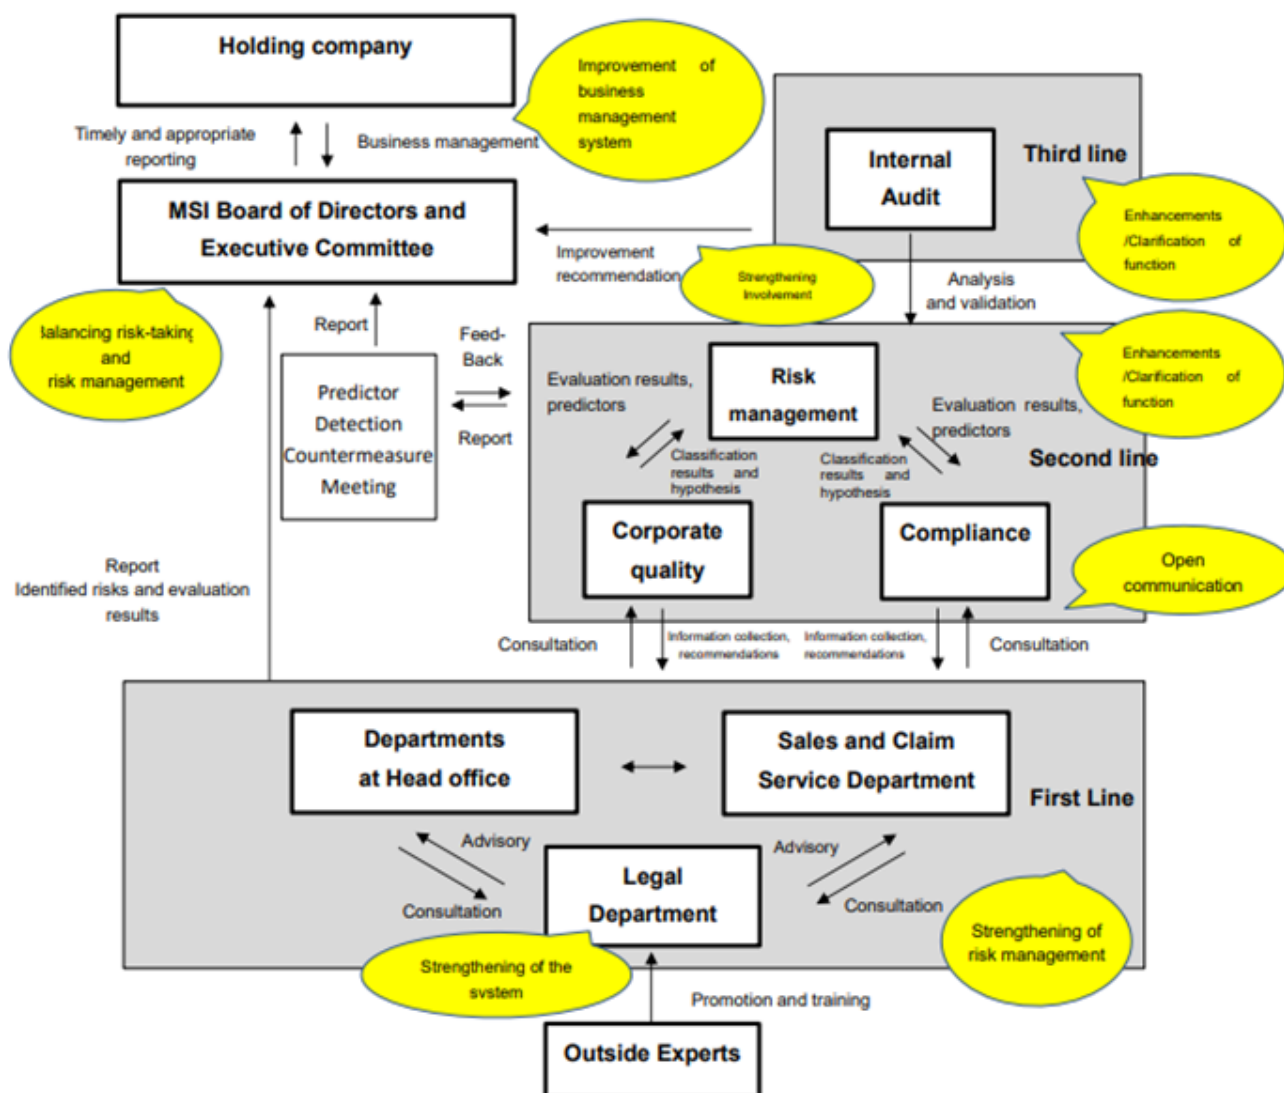 Holding company
Improvement of
business
management
system
Timely and appropriate
reporting
Business management
Internal
Audit
Third line
MSI Board of Directors and
Executive Committee
Enhancements
/Clarification of
function
Improvement
recommendation
Strengthening
Involvement
Analysis
and validation
Balancing risk-taking
and
risk management
Report
Feed-
Back
Predictor
Detection
Countermeasure
Meeting
Report
Evaluation results,
predictors
Risk
management
Enhancements
/Clarification of
function
Evaluation results,
predictors
Classification
results and
hypothesis
Classification
results and
hypothesis
Second line
Corporate
quality
Compliance
Open
communication
Report
Identified risks and evaluation
results
Consultation
Information collection,
recommendations
Information collection,
recommendations
Consultation
Departments
at Head office
Sales and Claim
Service Department
First Line
Advisory
Consultation
Legal
Department
Advisory
Consultation
Strengthening of
risk management
Strengthening of the
system
Promotion and training
Outside Experts